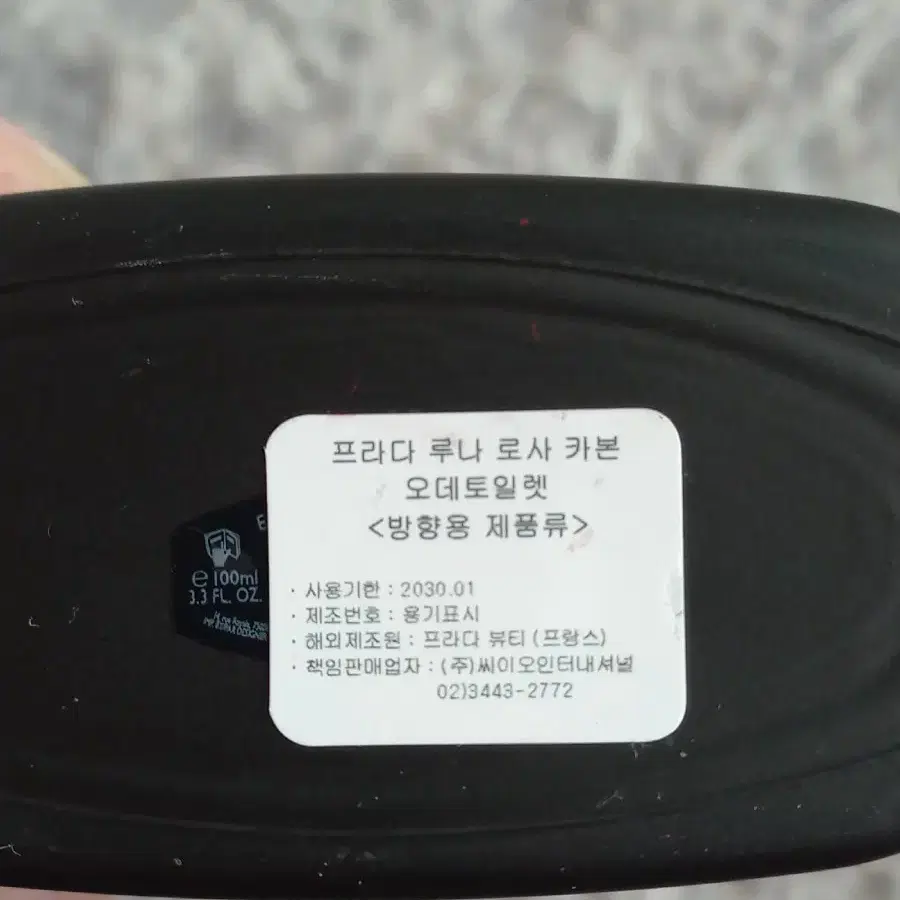 프라다 루나 로사 카본
오데토일렛
<방향용 제품류>
· 사용기한 : 2030.01
· 제조번호 : 용기표시
· 해외제조원 : 프라다 뷰티 (프랑스)
· 책임판매업자 : (주)씨이오인터내셔널
02)3443-2772
E
e 100ml
3.3 FL. OZ.